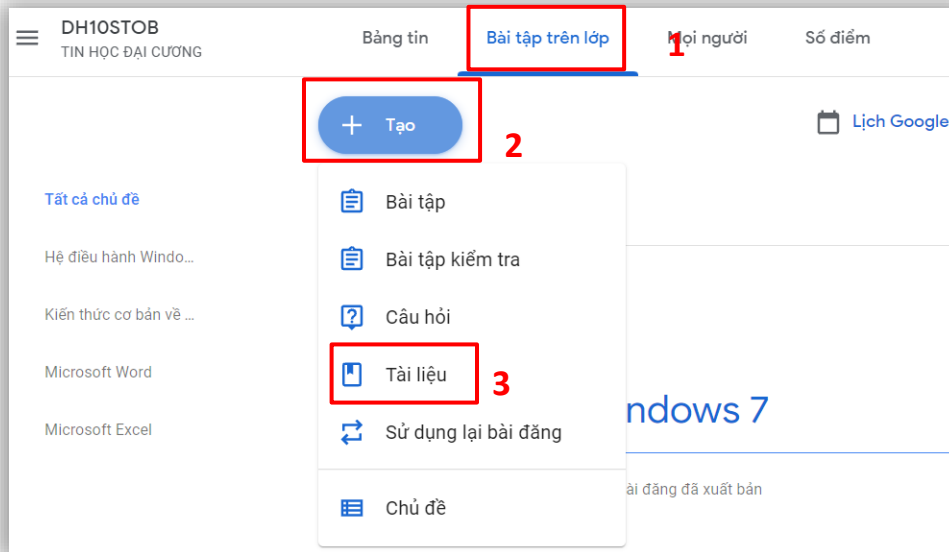 DH10STOB
TIN HỌC ĐẠI CƯƠNG
Bảng tin
Bài tập trên lớp
1
Mọi người
Số điểm
+ Tạo
2
Lịch Google
Tất cả chủ đề
Hệ điều hành Windo...
Kiến thức cơ bản về ...
Microsoft Word
Microsoft Excel
Bài tập
Bài tập kiểm tra
Câu hỏi
Tài liệu
3
Sử dụng lại bài đăng
Chủ đề
ndows 7
ài đăng đã xuất bản